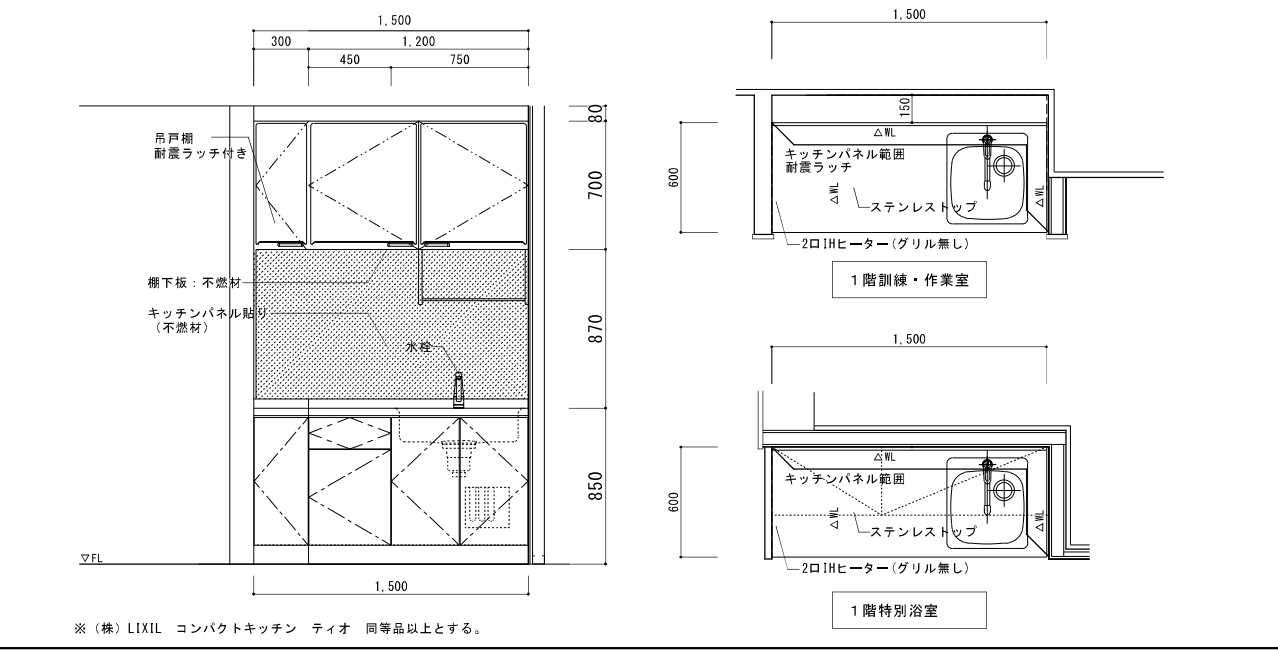 1,500
300
1,200
450
750
吊戸棚
耐震ラッチ付き
棚下板：不燃材
キッチンパネル貼り
（不燃材）
水栓
80
700
870
850
▽FL
1,500
※（株）LIXIL　コンパクトキッチン　ティオ　同等品以上とする。
1,500
150
600
△WL
キッチンパネル範囲
耐震ラッチ
△WL
ステンレストップ
△WL
2口IHヒーター(グリル無し)
１階訓練・作業室
1,500
600
△WL
キッチンパネル範囲
△WL
ステンレストップ
△WL
2口IHヒーター(グリル無し)
１階特別浴室